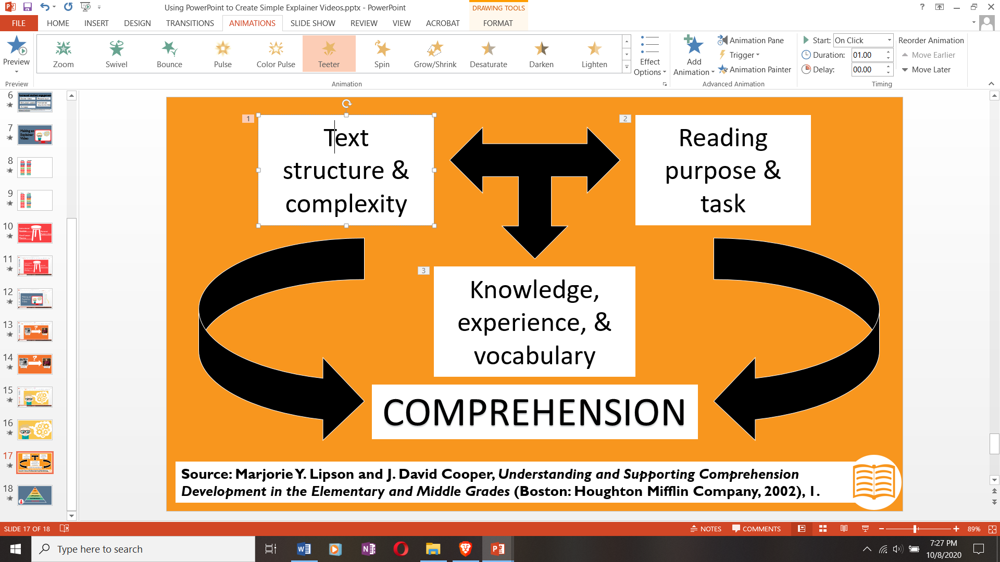 Using PowerPoint to Create Simple Explainer Videos.pptx - PowerPoint
DRAWING TOOLS
?
FILE HOME INSERT DESIGN TRANSITIONS ANIMATIONS SLIDE SHOW REVIEW VIEW ACROBAT FORMAT
Preview
Zoom Swivel Bounce Pulse Color Pulse Teeter Spin Grow/Shrink Desaturate Darken Lighten
Effect
Options
Add
Animation
Animation Pane
Trigger
Animation Painter
Start: On Click
Duration: 01.00
Delay: 00.00
Reorder Animation
Move Earlier
Move Later
Preview Animation Advanced Animation Timing
6
7
Making an
Explainer
Video
8
9
10
11
12
13
14
15
16
17
18
1
Text
structure &
complexity
2
Reading
purpose &
task
3
Knowledge,
experience, &
vocabulary
COMPREHENSION
Source: Marjorie Y. Lipson and J. David Cooper, Understanding and Supporting Comprehension
Development in the Elementary and Middle Grades (Boston: Houghton Mifflin Company, 2002), 1.
SLIDE 17 OF 18 NOTES COMMENTS 89%
Type here to search
7:27 PM
10/8/2020